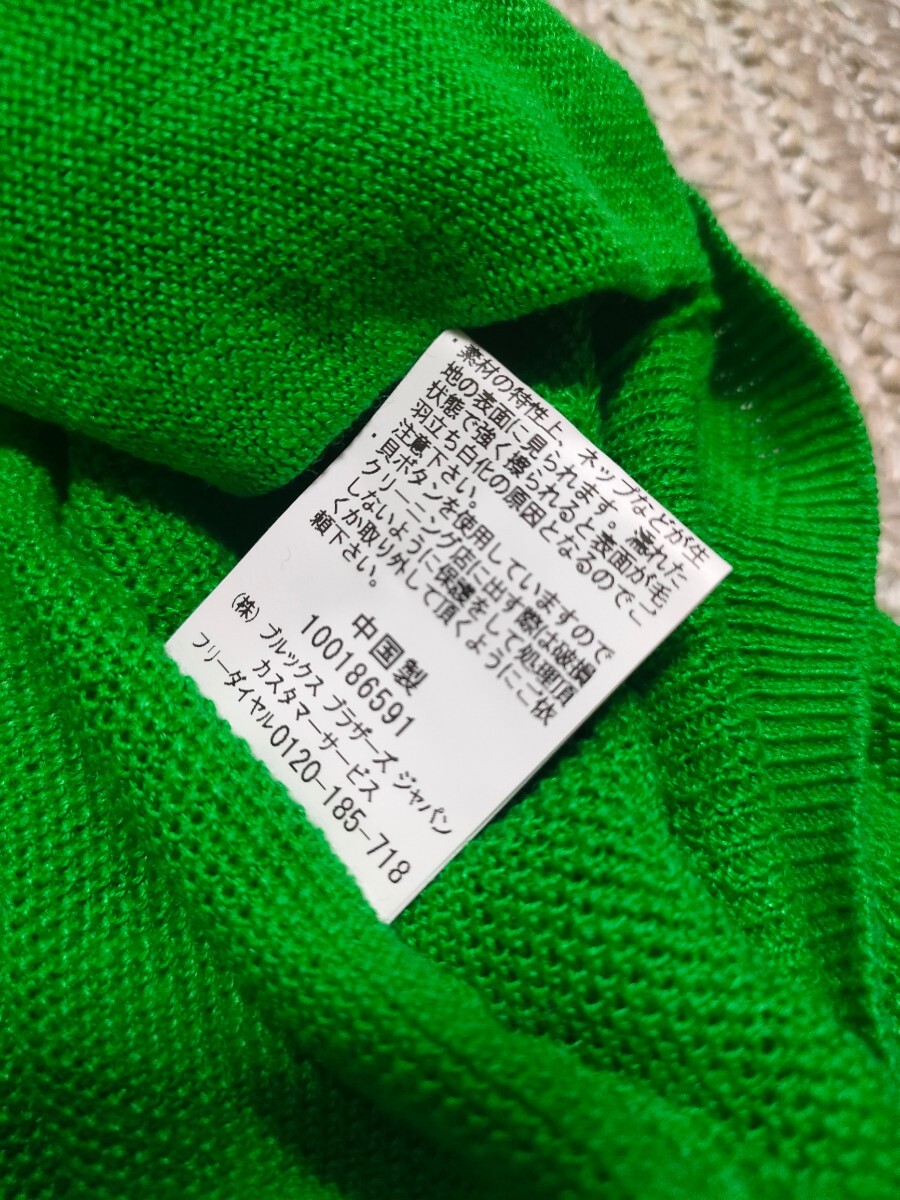 ・素材の特性上、ネップなどが生
地の表面に見られます。濡れた
状態で強く擦られると表面が毛
羽立ち白化の原因となるのでご
注意下さい。
・貝ボタンを使用していますので
クリーニング店に出す際は破損
しないように保護をして処理頂
くか取り外して頂くようにご依
頼下さい。
中国製
100186591
(株) ブルックス ブラザーズ ジャパン
カスタマーサービス
フリーダイヤル0120-185-718